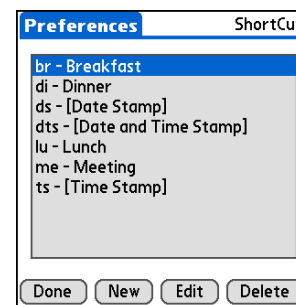 Preferences ShortCu
br - Breakfast
di - Dinner
ds - [Date Stamp]
dts - [Date and Time Stamp]
lu - Lunch
me - Meeting
ts - [Time Stamp]
Done New Edit Delete